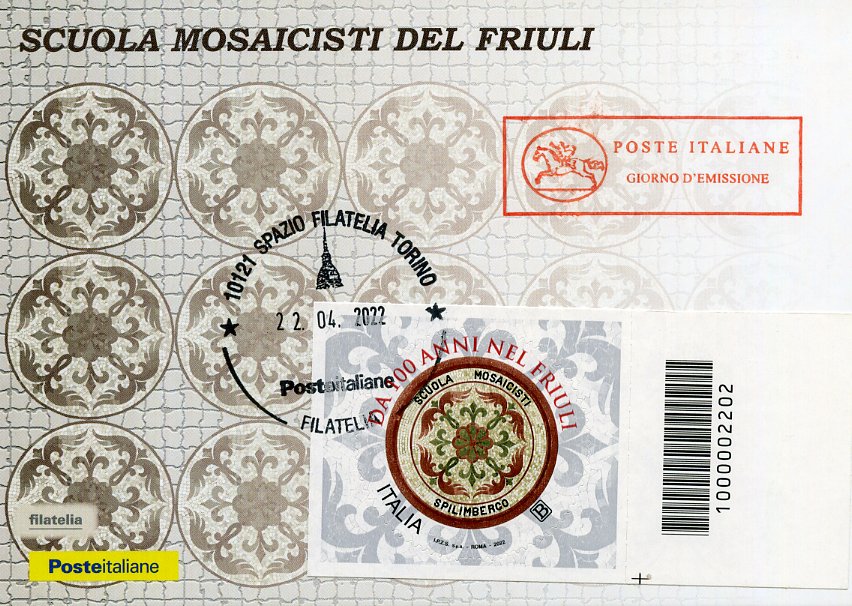 SCUOLA MOSAICISTI DEL FRIULI
POSTE ITALIANE
GIORNO D'EMISSIONE
10121 SPAZIO FILATELIA TORINO
22.04.2022
Posteitaliane
FILATELIA
DA 100 ANNI NEL FRIULI
SCUOLA MOSAICISTI
SPILIMBERGO
ITALIA
B
I.P.Z.S. S.p.A. - ROMA - 2022
1000002202
filatelia
Posteitaliane